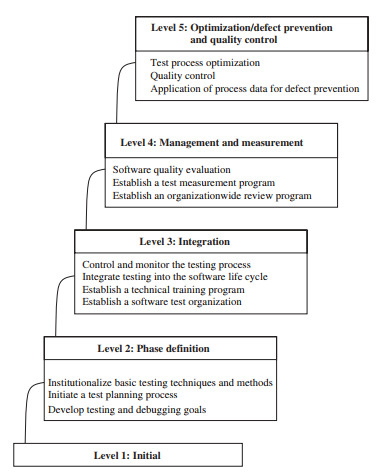 Level 5: Optimization/defect prevention
and quality control
Test process optimization
Quality control
Application of process data for defect prevention
Level 4: Management and measurement
Software quality evaluation
Establish a test measurement program
Establish an organizationwide review program
Level 3: Integration
Control and monitor the testing process
Integrate testing into the software life cycle
Establish a technical training program
Establish a software test organization
Level 2: Phase definition
Institutionalize basic testing techniques and methods
Initiate a test planning process
Develop testing and debugging goals
Level 1: Initial